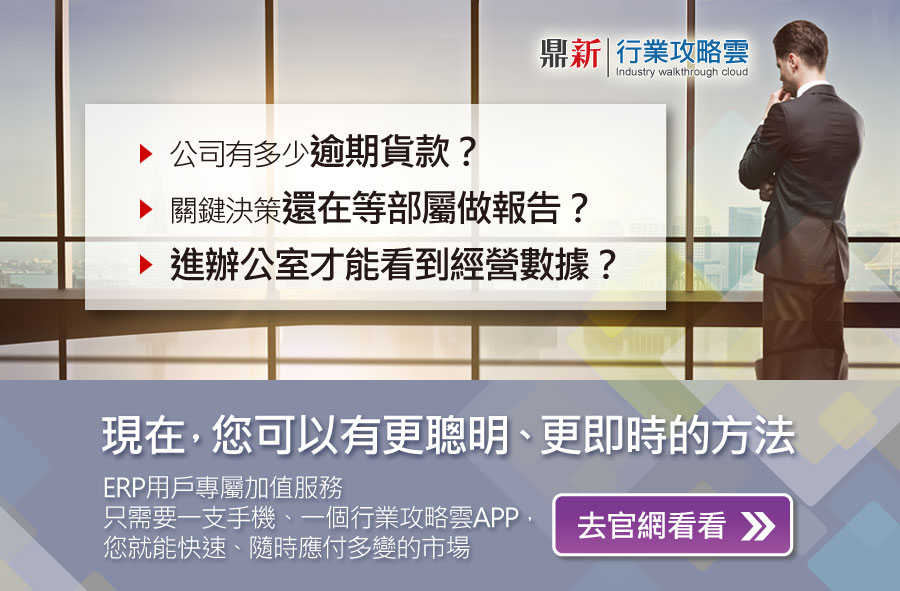 鼎新 行業攻略雲
Industry walkthrough cloud
公司有多少逾期貨款？
關鍵決策還在等部屬做報告？
進辦公室才能看到經營數據？
現在，您可以有更聰明、更即時的方法
ERP用戶專屬加值服務
只需要一支手機、一個行業攻略雲APP，
您就能快速、隨時應付多變的市場
去官網看看